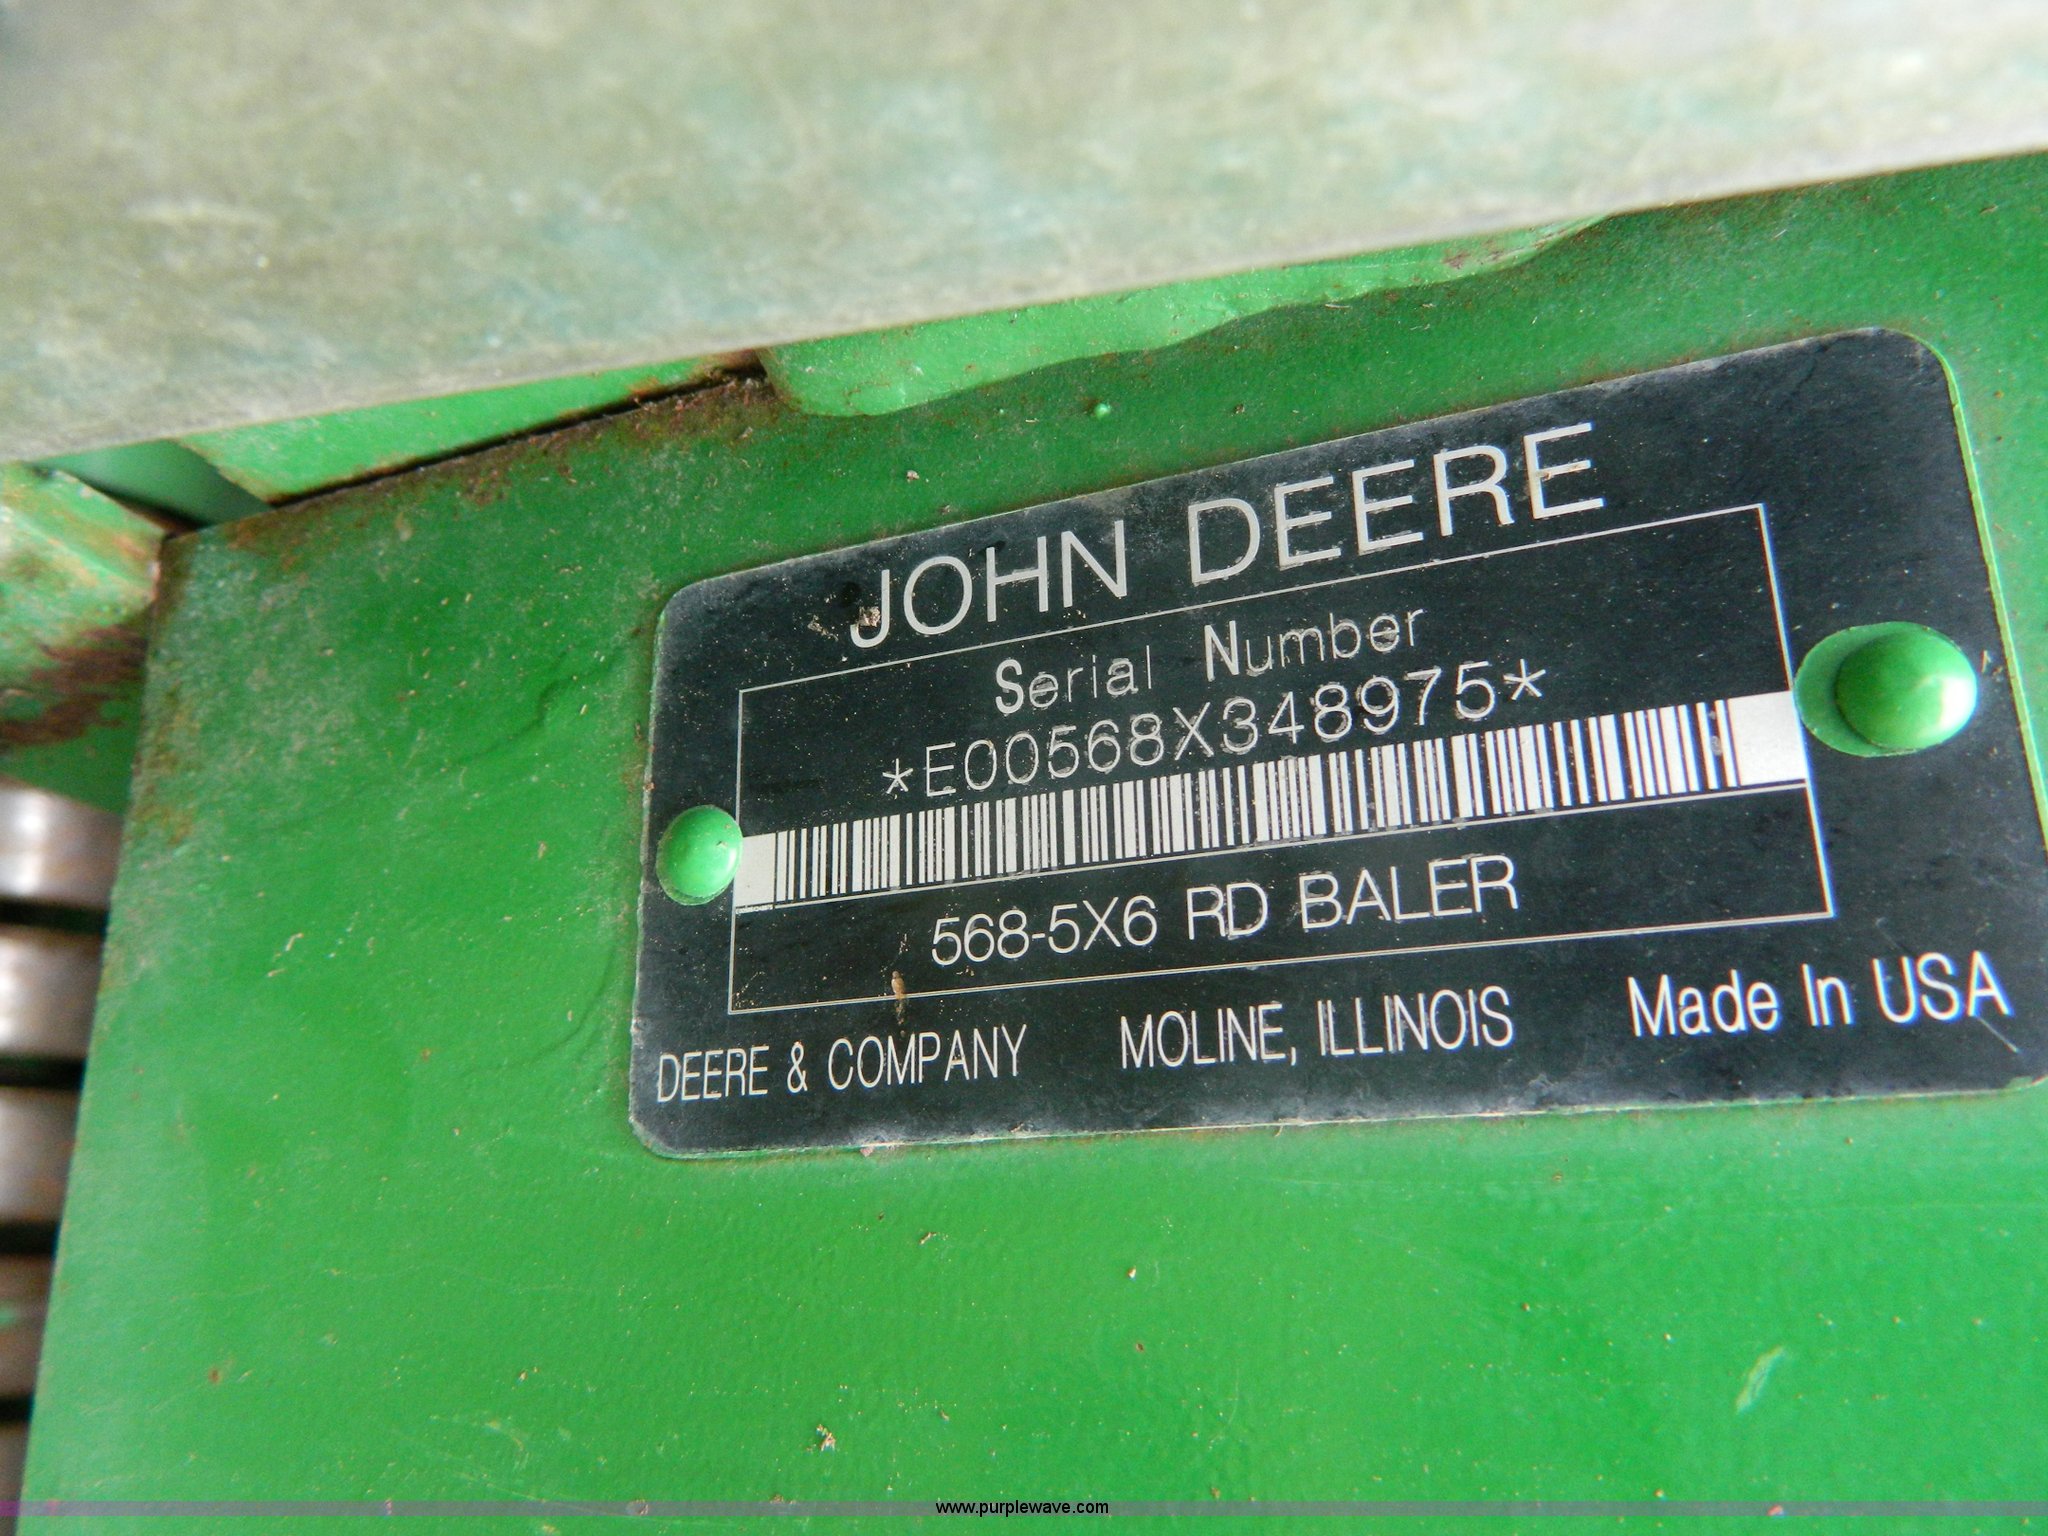 JOHN DEERE
Serial Number
*E00568X348975*
568-5X6 RD BALER
DEERE & COMPANY MOLINE, ILLINOIS Made In USA
www.purplewave.com